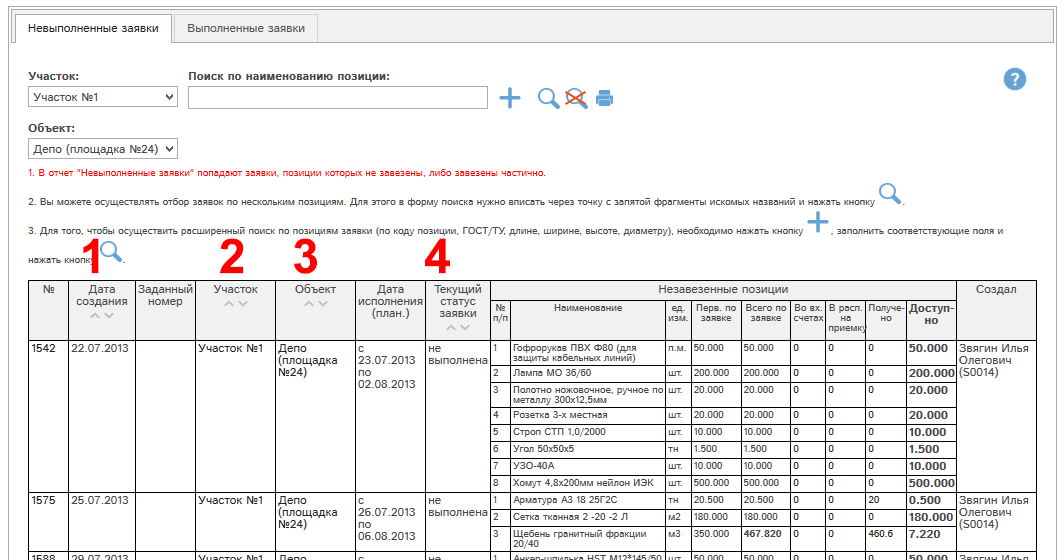 Невыполненные заявки
Выполненные заявки
Участок:
Поиск по наименованию позиции:
Участок №1
Объект:
Депо (площадка №24)
1. В отчет "Невыполненные заявки" попадают заявки, позиции которых не завезены, либо завезены частично.
2. Вы можете осуществлять отбор заявок по нескольким позициям. Для этого в форму поиска нужно вписать через точку с запятой фрагменты искомых названий и нажать кнопку .
3. Для того, чтобы осуществить расширенный поиск по позициям заявки (по коду позиции, ГОСТ/ТУ, длине, ширине, высоте, диаметру), необходимо нажать кнопку , заполнить соответствующие поля и
нажать кнопку .
1 2 3 4
№ Дата создания Заданный номер Участок Объект Дата исполнения (план.) Текущий статус заявки Незавезенные позиции Создал
№ п/п Наименование ед. изм. Перв. по заявке Всего по заявке Во вх. счетах В расп. на приемку Получе-но Доступ-но
1542 22.07.2013 Участок №1 Депо (площадка №24) с 23.07.2013 по 02.08.2013 не выполнена
1 Гофрорукав ПВХ Ф80 (для защиты кабельных линий) п.м. 50.000 50.000 0 0 0 50.000
Звягин Илья Олегович (S0014)
2 Лампа МО 36/60 шт. 200.000 200.000 0 0 0 200.000
3 Полотно ножовочное, ручное по металлу 300х12,5мм шт. 20.000 20.000 0 0 0 20.000
4 Розетка 3-х местная шт. 20.000 20.000 0 0 0 20.000
5 Строп СТП 1,0/2000 шт. 10.000 10.000 0 0 0 10.000
6 Угол 50х50х5 тн 1.500 1.500 0 0 0 1.500
7 УЗО-40А шт. 10.000 10.000 0 0 0 10.000
8 Хомут 4,8х200мм нейлон ИЭК шт. 500.000 500.000 0 0 0 500.000
1575 25.07.2013 Участок №1 Депо (площадка №24) с 26.07.2013 по 06.08.2013 не выполнена
1 Арматура А3 18 25Г2С тн 20.500 20.500 0 0 20 0.500
Звягин Илья Олегович (S0014)
2 Сетка тканная 2 -20 -2 Л м2 180.000 180.000 0 0 0 180.000
3 Щебень гранитный фракции 20/40 м3 350.000 467.820 0 0 460.6 7.220
1588 29.07.2013 Участок №1 Депо с не
1 Анкер-шпилька HST М12*145/50 шт. 50.000 50.000 0 0 0 50.000 Звягин Илья